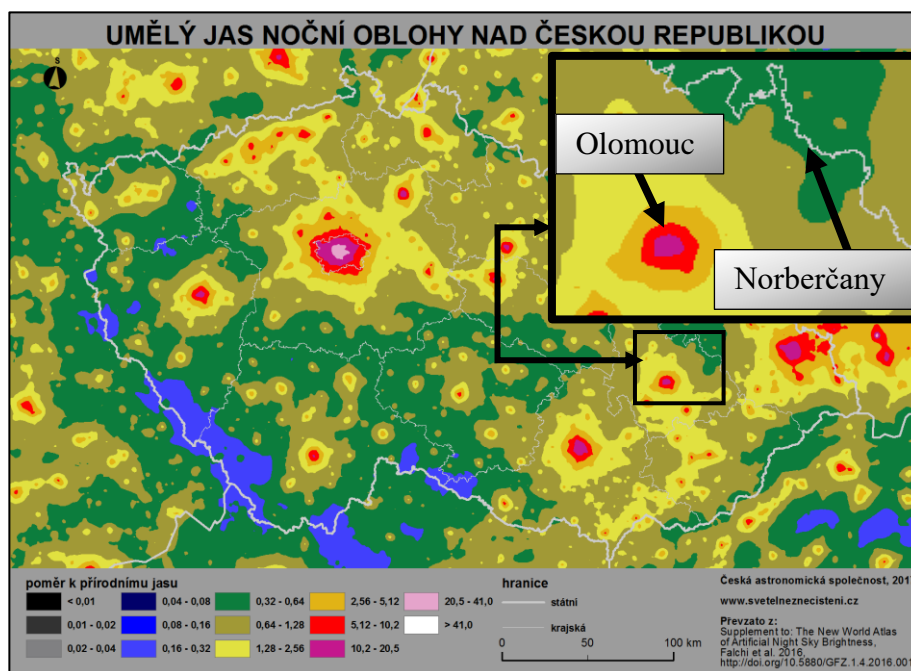 UMĚLÝ JAS NOČNÍ OBLOHY NAD ČESKOU REPUBLIKOU
S
Olomouc
Norberčany
poměr k přírodnímu jasu
< 0,01
0,04 - 0,08
0,32 - 0,64
2,56 - 5,12
20,5 - 41,0
0,01 - 0,02
0,08 - 0,16
0,64 - 1,28
5,12 - 10,2
> 41,0
0,02 - 0,04
0,16 - 0,32
1,28 - 2,56
10,2 - 20,5
hranice
státní
krajská
0 50 100 km
Česká astronomická společnost, 201
www.svetelneznecisteni.cz
Převzato z:
Supplement to: The New World Atlas
of Artificial Night Sky Brightness,
Falchi et al. 2016,
http://doi.org/10.5880/GFZ.1.4.2016.00